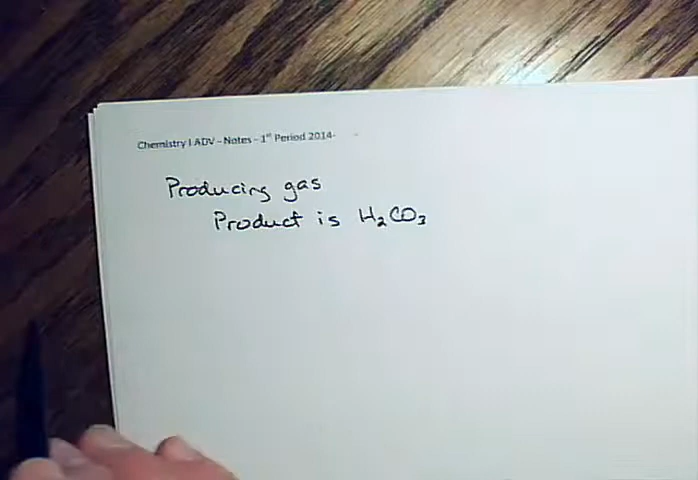 Chemistry I ADV - Notes - 1st Period 2014-
Producing gas
Product is H₂CO₃